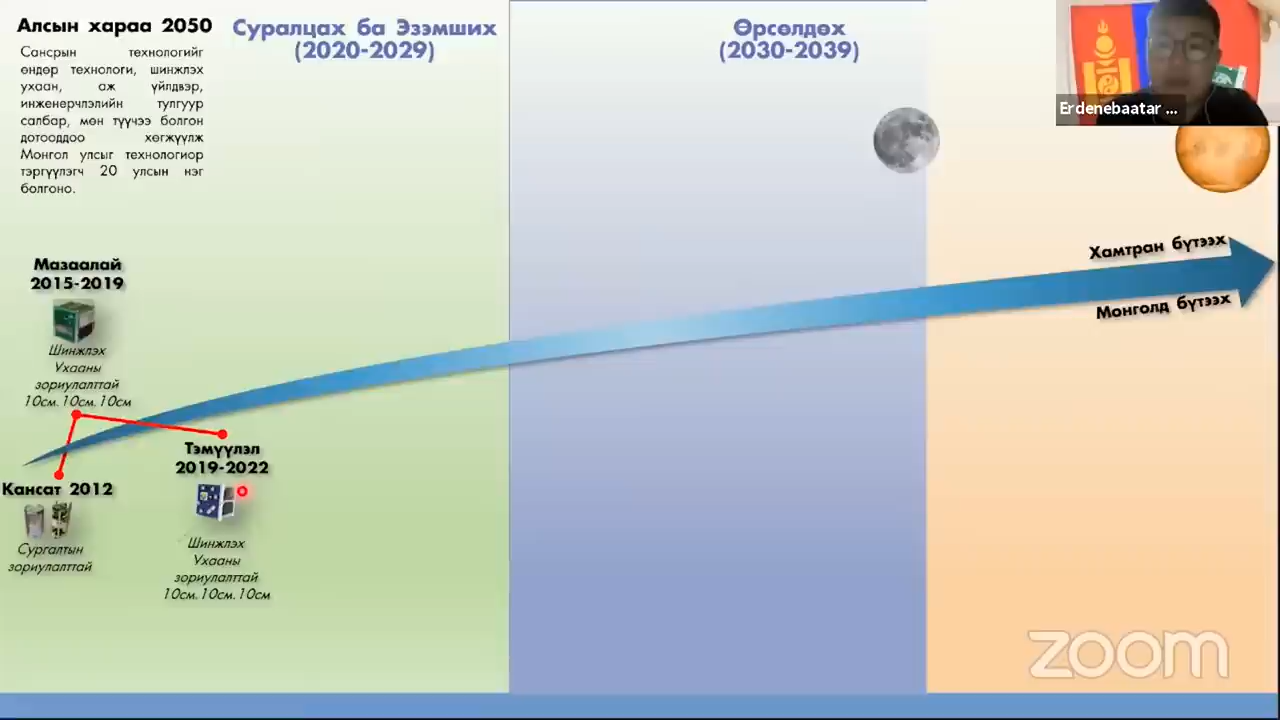 Алсын хараа 2050
Сансрын технологийг
өндөр технологи, шинжлэх
ухаан, аж үйлдвэр,
инженерчлэлийн тулгуур
салбар, мөн түүчээ болгон
дотооддоо хөгжүүлж
Монгол улсыг технологиор
тэргүүлэгч 20 улсын нэг
болгоно.
Суралцах ба Эзэмших
(2020-2029)
Өрсөлдөх
(2030-2039)
Erdenebaatar ...
Хамтран бүтээх
Монголд бүтээх
Мазаалай
2015-2019
Шинжлэх
Ухааны
зориулалттай
10см. 10см. 10см
Кансат 2012
Сургалтын
зориулалттай
Тэмүүлэл
2019-2022
Шинжлэх
Ухааны
зориулалттай
10см. 10см. 10см
zoom